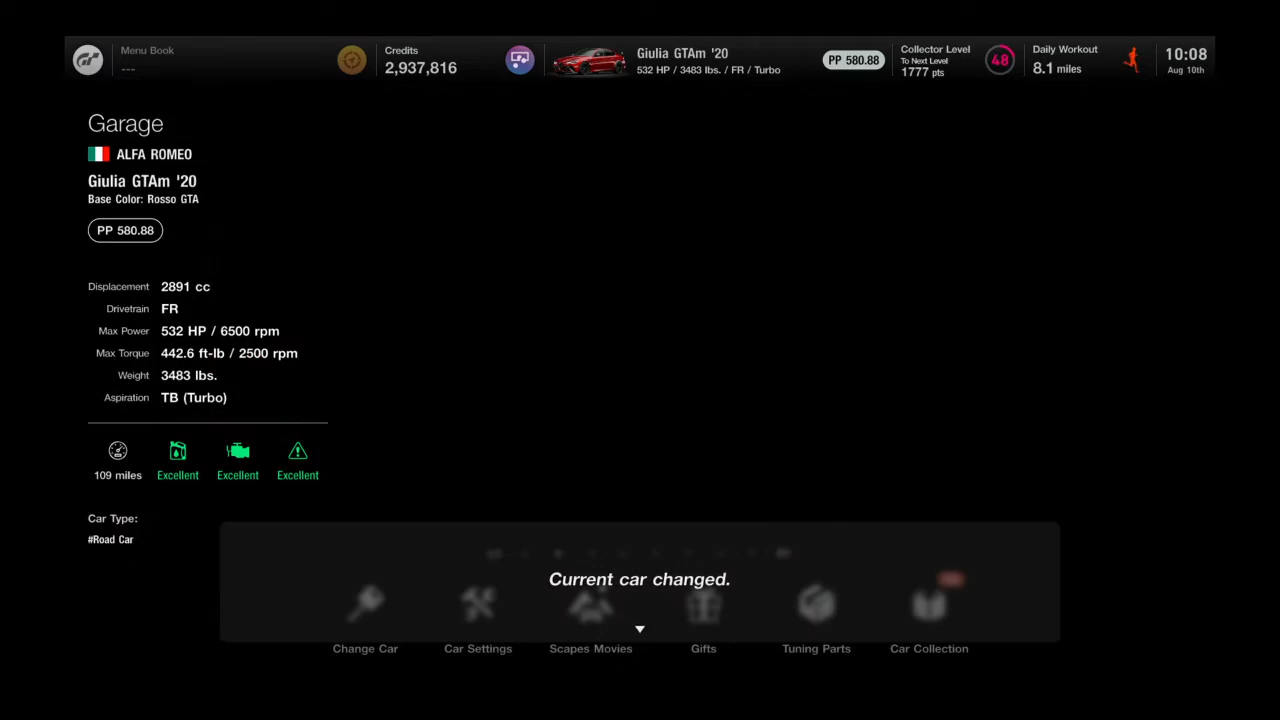 Menu Book
---
Credits
2,937,816
Giulia GTAm '20
532 HP / 3483 lbs. / FR / Turbo
PP 580.88
Collector Level
To Next Level
1777 pts
48
Daily Workout
8.1 miles
10:08
Aug 10th
Garage
ALFA ROMEO
Giulia GTAm '20
Base Color: Rosso GTA
PP 580.88
Displacement 2891 cc
Drivetrain FR
Max Power 532 HP / 6500 rpm
Max Torque 442.6 ft-lb / 2500 rpm
Weight 3483 lbs.
Aspiration TB (Turbo)
109 miles Excellent Excellent Excellent
Car Type:
#Road Car
Current car changed.
Change Car Car Settings Scapes Movies Gifts Tuning Parts Car Collection